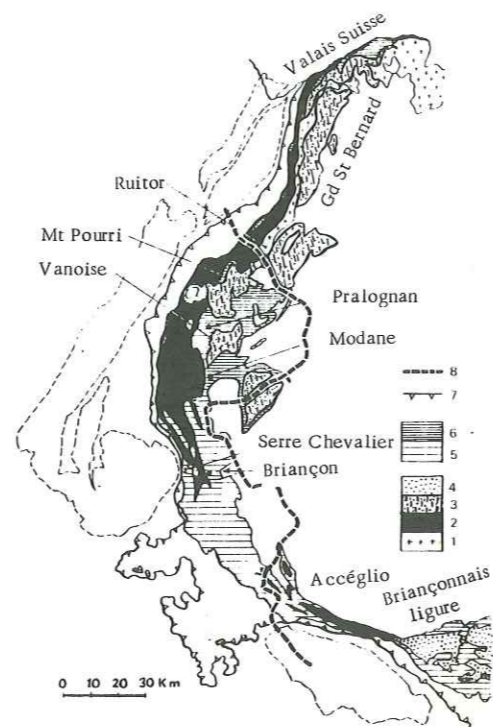 Valais Suisse
Gd St Bernard
Ruitor
Mt Pourri
Vanoise
?
Pralognan
Modane
8
7
6
5
4
3
2
1
Serre Chevalier
Briançon
Accéglio
Briançonnais
ligure
0 10 20 30 Km